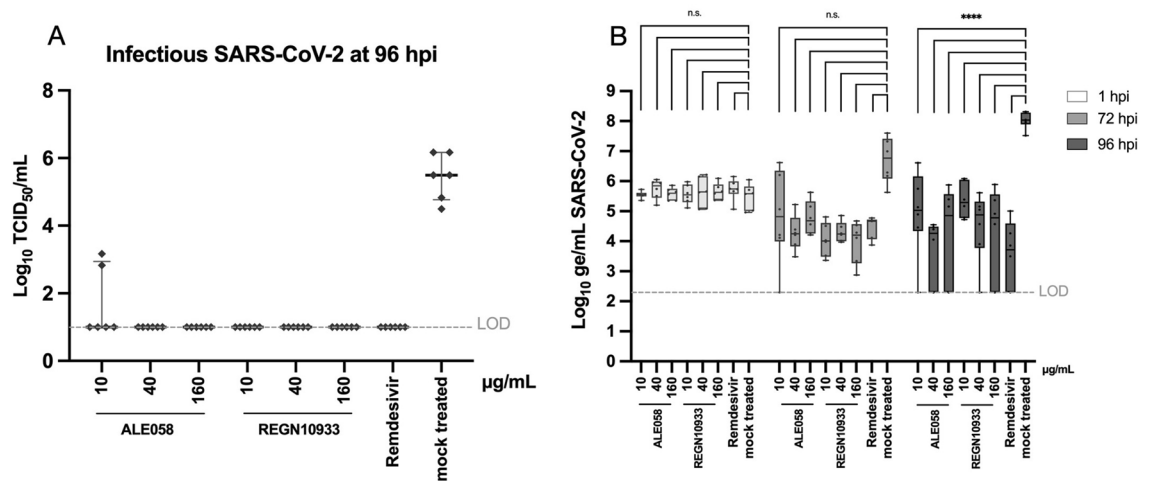 A
Infectious SARS-CoV-2 at 96 hpi
Log10 TCID50/mL
8
6
4
2
0
LOD
10
40
160
10
40
160
Remdesivir
mock treated
µg/mL
ALE058
REGN10933
B
n.s.
n.s.
****
Log10 ge/mL SARS-CoV-2
9
8
7
6
5
4
3
2
1
0
LOD
1 hpi
72 hpi
96 hpi
10
40
160
10
40
160
Remdesivir
mock treated
10
40
160
10
40
160
Remdesivir
mock treated
10
40
160
10
40
160
Remdesivir
mock treated
µg/mL
ALE058
REGN10933
ALE058
REGN10933
ALE058
REGN10933